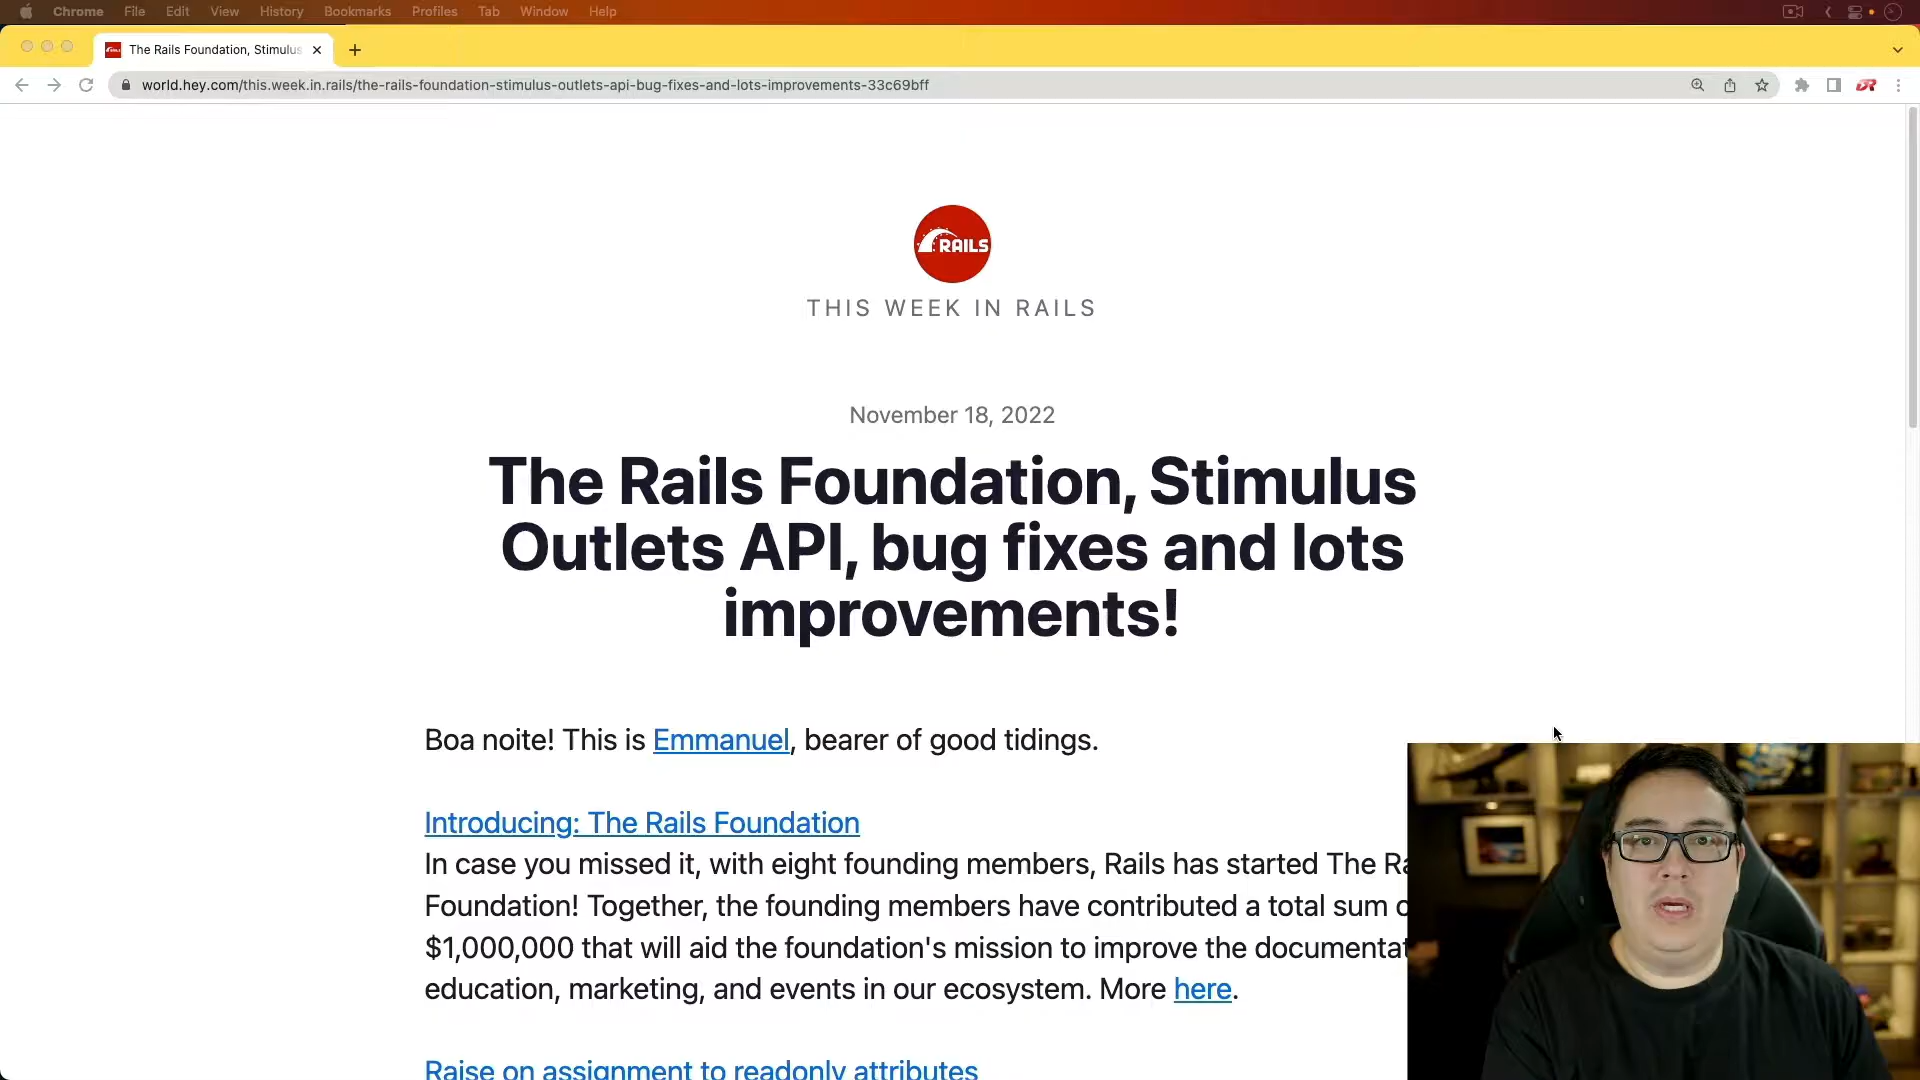 Chrome File Edit View History Bookmarks Profiles Tab Window Help
The Rails Foundation, Stimulus
world.hey.com/this.week.in.rails/the-rails-foundation-stimulus-outlets-api-bug-fixes-and-lots-improvements-33c69bff
RAILS
THIS WEEK IN RAILS
November 18, 2022
The Rails Foundation, Stimulus
Outlets API, bug fixes and lots
improvements!
Boa noite! This is Emmanuel, bearer of good tidings.
Introducing: The Rails Foundation
In case you missed it, with eight founding members, Rails has started The Ra
Foundation! Together, the founding members have contributed a total sum
$1,000,000 that will aid the foundation's mission to improve the documentat
education, marketing, and events in our ecosystem. More here.
Raise on assignment to readonly attributes